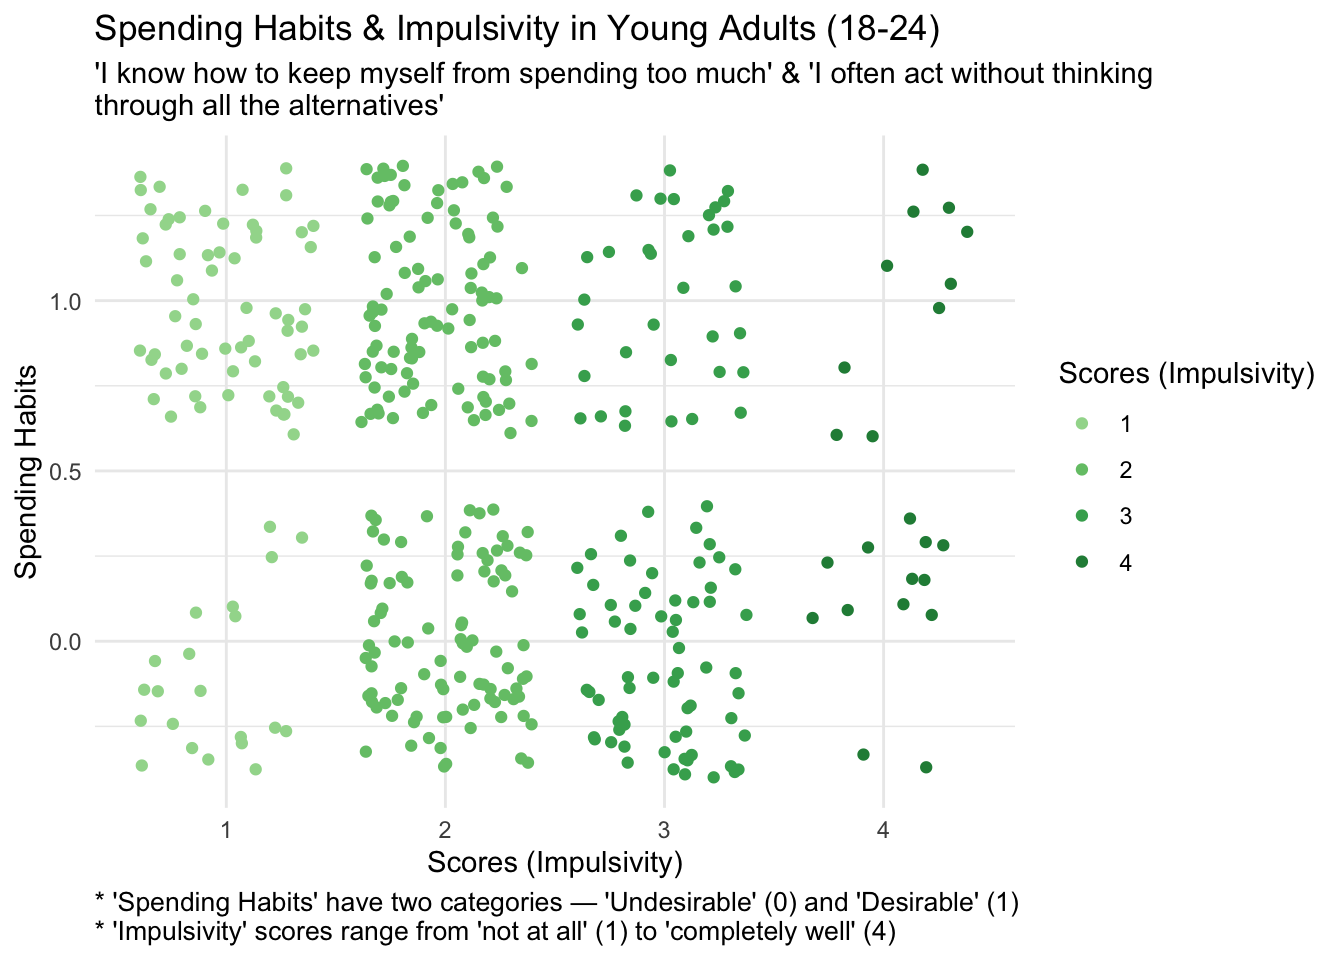 Spending Habits & Impulsivity in Young Adults (18-24)
'I know how to keep myself from spending too much' & 'I often act without thinking
through all the alternatives'
Spending Habits
1.0
0.5
0.0
1
2
3
4
Scores (Impulsivity)
Scores (Impulsivity)
1
2
3
4
* 'Spending Habits' have two categories — 'Undesirable' (0) and 'Desirable' (1)
* 'Impulsivity' scores range from 'not at all' (1) to 'completely well' (4)